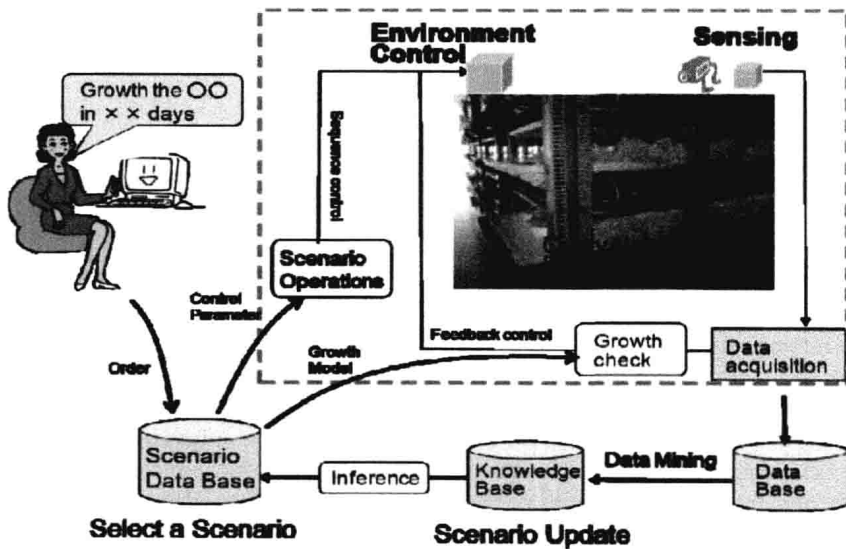 Environment
Control
Sensing
Growth the ○○
in × × days
Sequence control
Scenario
Operations
Control
Parameter
Feedback control
Growth
check
Data
acquisition
Growth
Model
Order
Scenario
Data Base
Inference
Knowledge
Base
Data Mining
Data
Base
Select a Scenario
Scenario Update